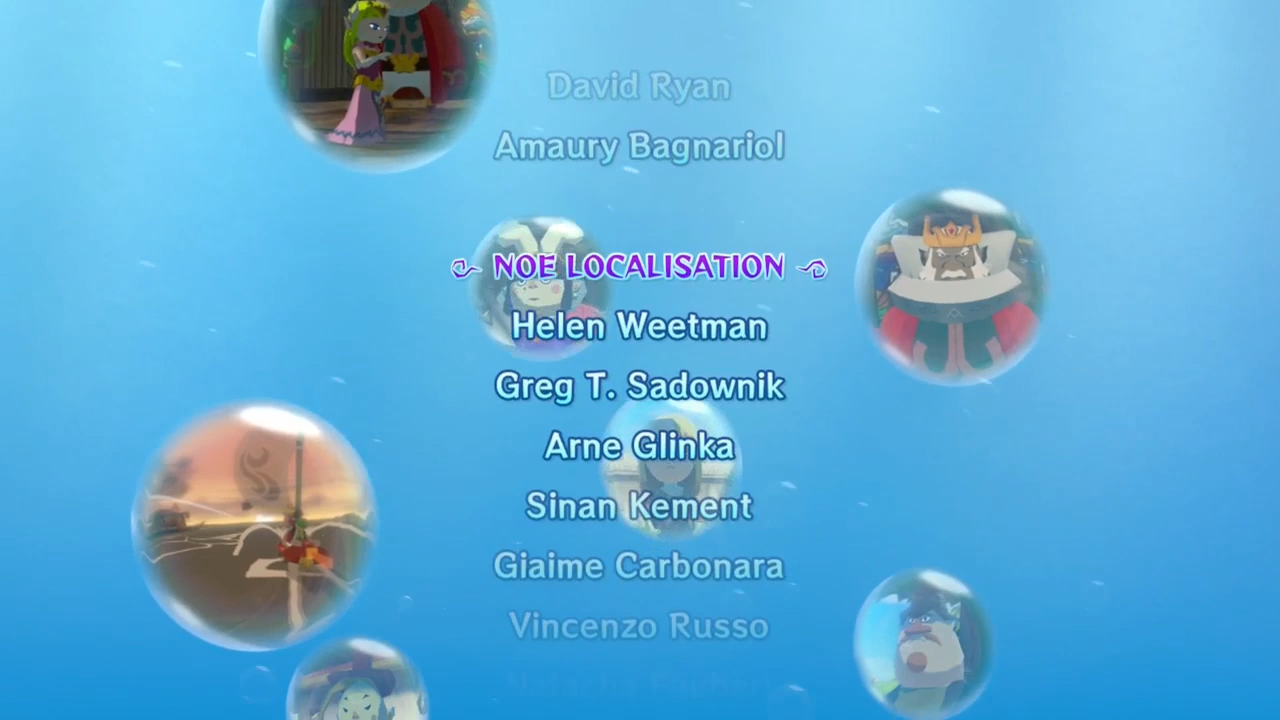 David Ryan
Amaury Bagnariol
NOE LOCALISATION
Helen Weetman
Greg T. Sadownik
Arne Glinka
Sinan Kement
Giaime Carbonara
Vincenzo Russo